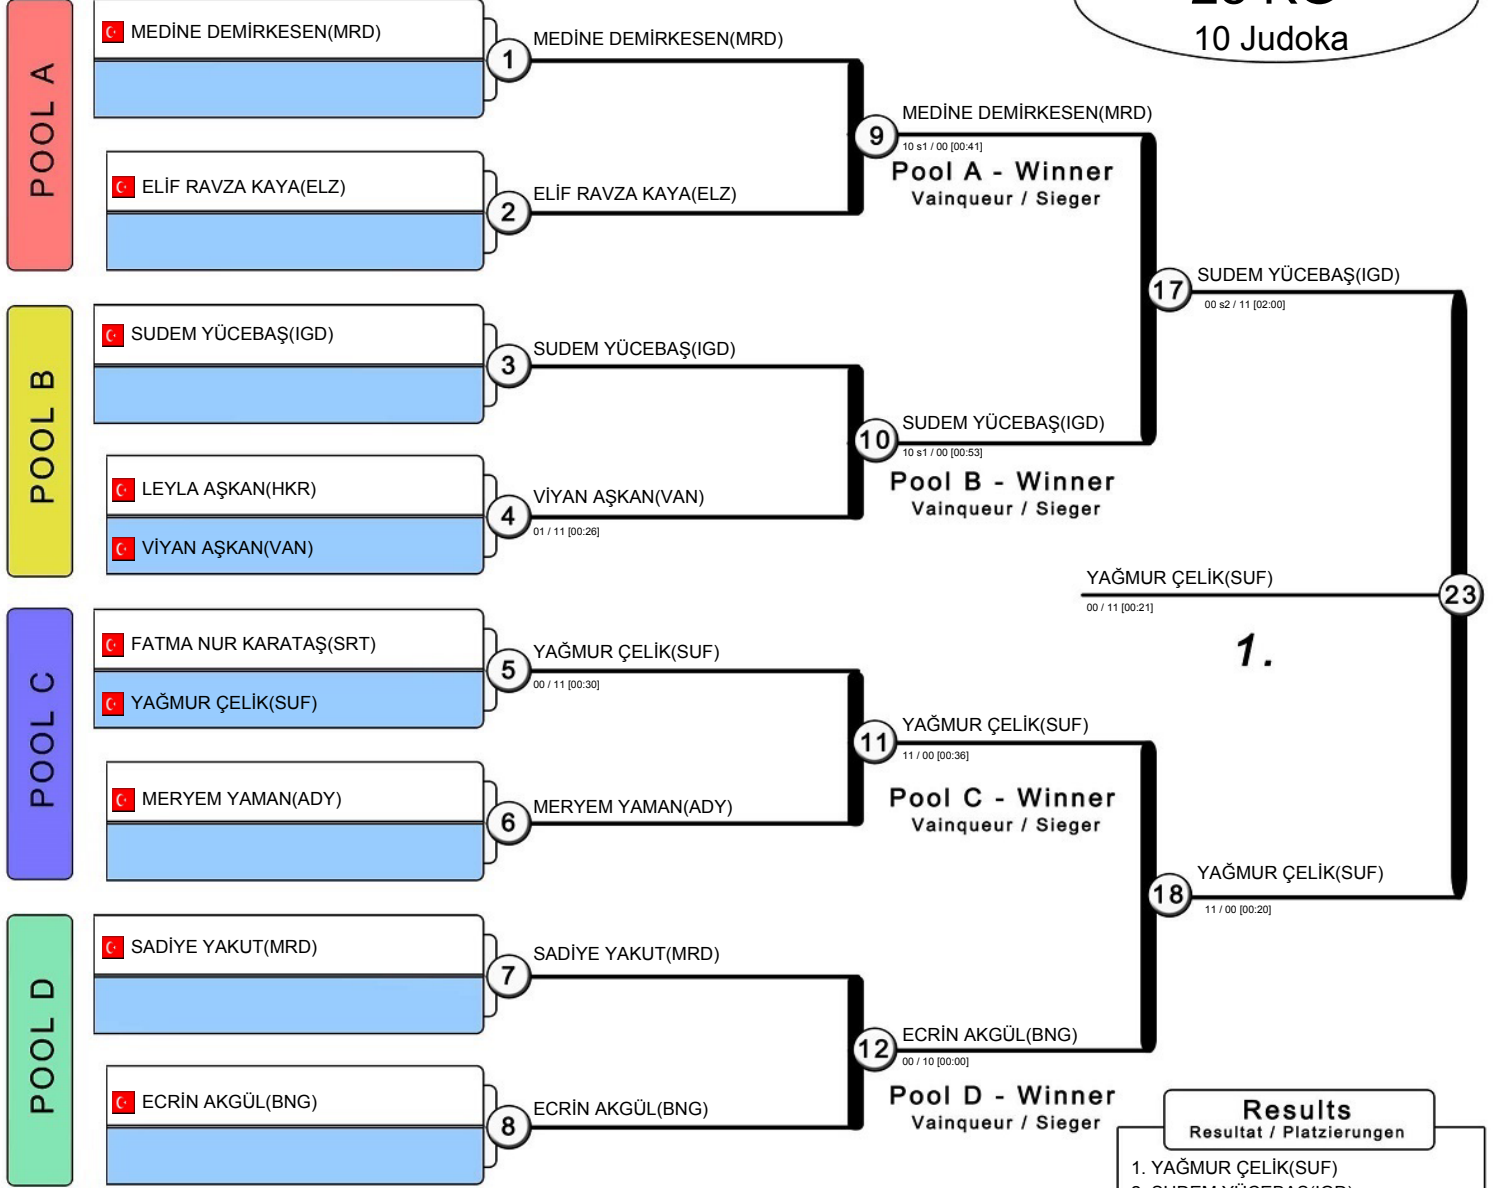 10 Judoka
POOL A
MEDİNE DEMİRKESEN(MRD)
ELİF RAVZA KAYA(ELZ)
1
MEDİNE DEMİRKESEN(MRD)
2
ELİF RAVZA KAYA(ELZ)
9
MEDİNE DEMİRKESEN(MRD)
10 s1 / 00 [00:41]
Pool A - Winner
Vainqueur / Sieger
POOL B
SUDEM YÜCEBAŞ(IGD)
LEYLA AŞKAN(HKR)
VİYAN AŞKAN(VAN)
3
SUDEM YÜCEBAŞ(IGD)
4
VİYAN AŞKAN(VAN)
01 / 11 [00:26]
10
SUDEM YÜCEBAŞ(IGD)
10 s1 / 00 [00:53]
Pool B - Winner
Vainqueur / Sieger
17
SUDEM YÜCEBAŞ(IGD)
00 s2 / 11 [02:00]
POOL C
FATMA NUR KARATAŞ(SRT)
YAĞMUR ÇELİK(SUF)
MERYEM YAMAN(ADY)
5
YAĞMUR ÇELİK(SUF)
00 / 11 [00:30]
6
MERYEM YAMAN(ADY)
11
YAĞMUR ÇELİK(SUF)
11 / 00 [00:36]
Pool C - Winner
Vainqueur / Sieger
YAĞMUR ÇELİK(SUF)
00 / 11 [00:21]
23
1.
POOL D
SADİYE YAKUT(MRD)
ECRİN AKGÜL(BNG)
7
SADİYE YAKUT(MRD)
8
ECRİN AKGÜL(BNG)
12
ECRİN AKGÜL(BNG)
00 / 10 [00:00]
Pool D - Winner
Vainqueur / Sieger
18
YAĞMUR ÇELİK(SUF)
11 / 00 [00:20]
Results
Resultat / Platzierungen
1. YAĞMUR ÇELİK(SUF)